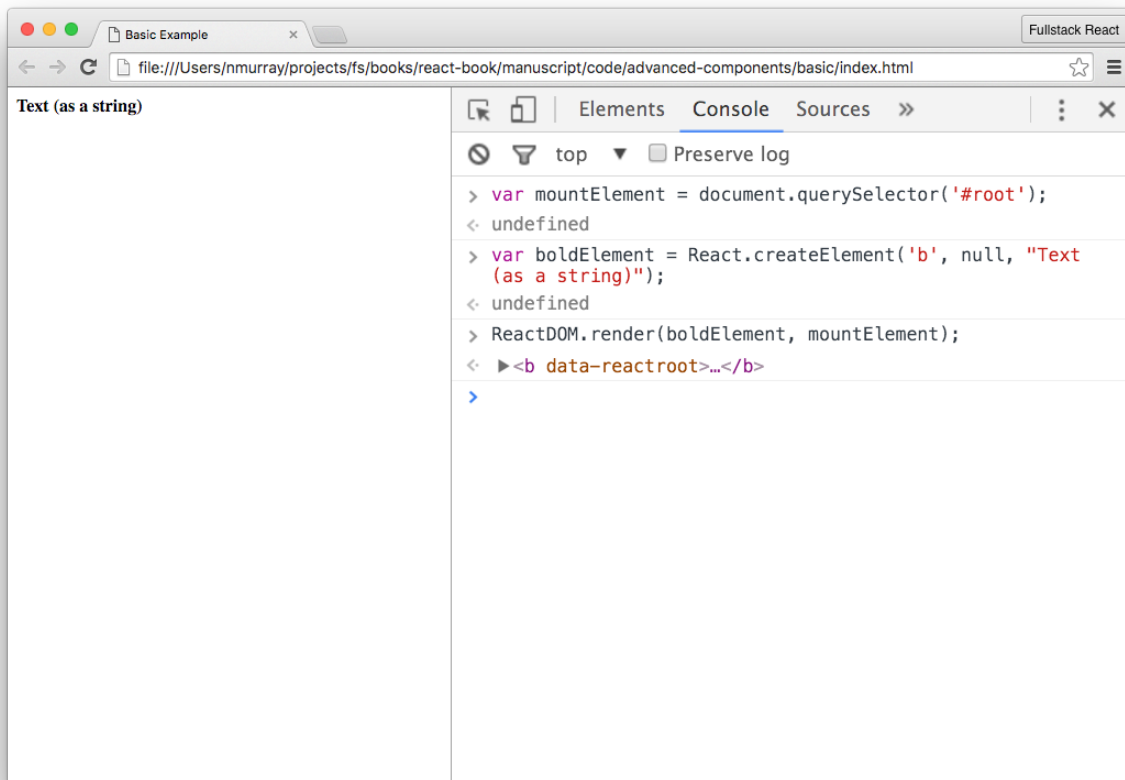 Basic Example
Fullstack React
file:///Users/nmurray/projects/fs/books/react-book/manuscript/code/advanced-components/basic/index.html
Text (as a string)
Elements Console Sources »
top ▼ Preserve log
> var mountElement = document.querySelector('#root');
undefined
> var boldElement = React.createElement('b', null, "Text
(as a string)");
undefined
> ReactDOM.render(boldElement, mountElement);
▶<b data-reactroot>…</b>
>